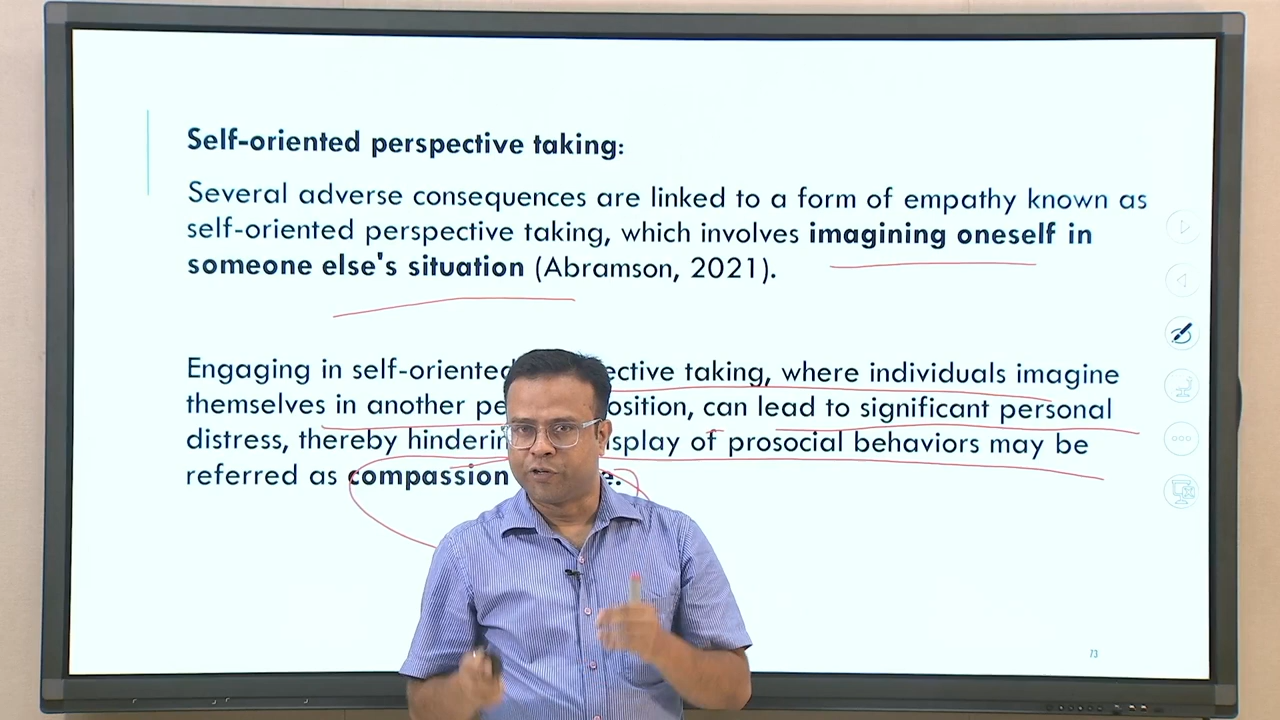 Self-oriented perspective taking:
Several adverse consequences are linked to a form of empathy known as
self-oriented perspective taking, which involves imagining oneself in
someone else's situation (Abramson, 2021).
Engaging in self-oriented ective taking, where individuals imagine
themselves in another pe osition, can lead to significant personal
distress, thereby hinderin isplay of prosocial behaviors may be
referred as compassion e.
73